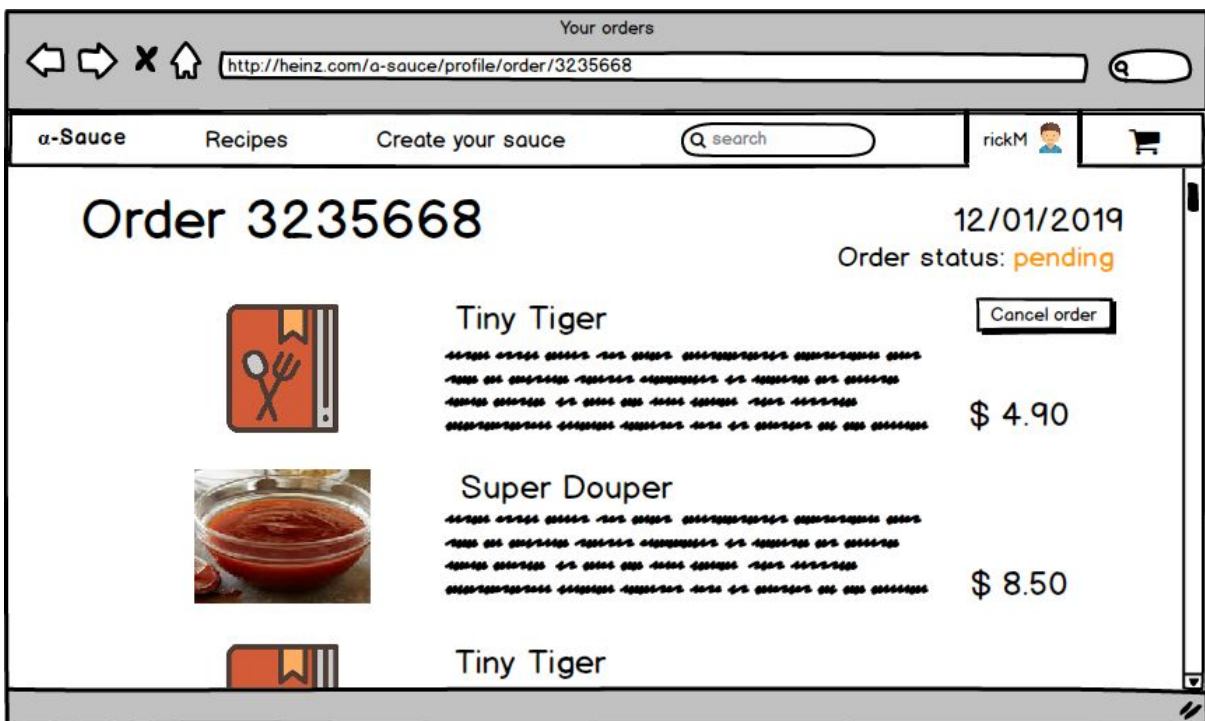 Your orders
http://heinz.com/a-sauce/profile/order/3235668
α-Sauce Recipes Create your sauce search rickM
Order 3235668
12/01/2019
Order status: pending
Tiny Tiger
Cancel order
$ 4.90
Super Douper
$ 8.50
Tiny Tiger